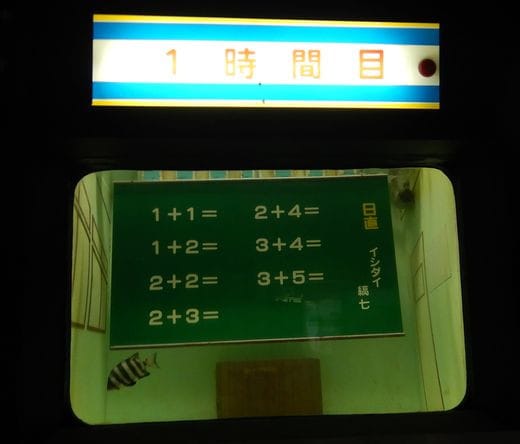 1時間目
1+1=
1+2=
2+2=
2+3=
2+4=
3+4=
3+5=
日直
イシダイ
縞七